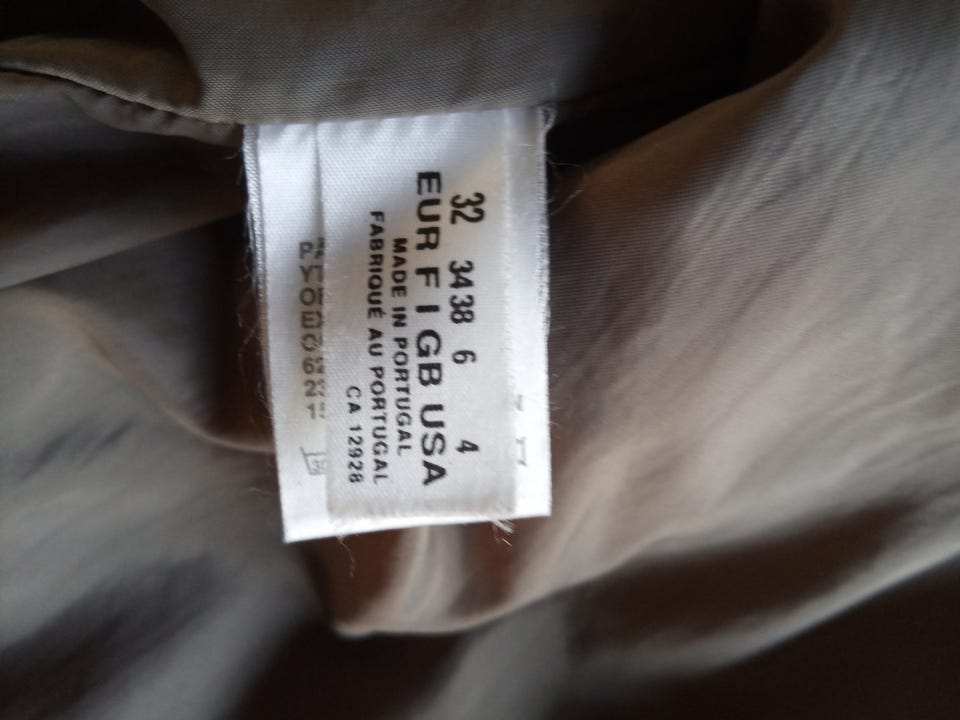 32 34 38 6 4
EUR F I GB USA
MADE IN PORTUGAL
FABRIQUÉ AU PORTUGAL
CA 12928